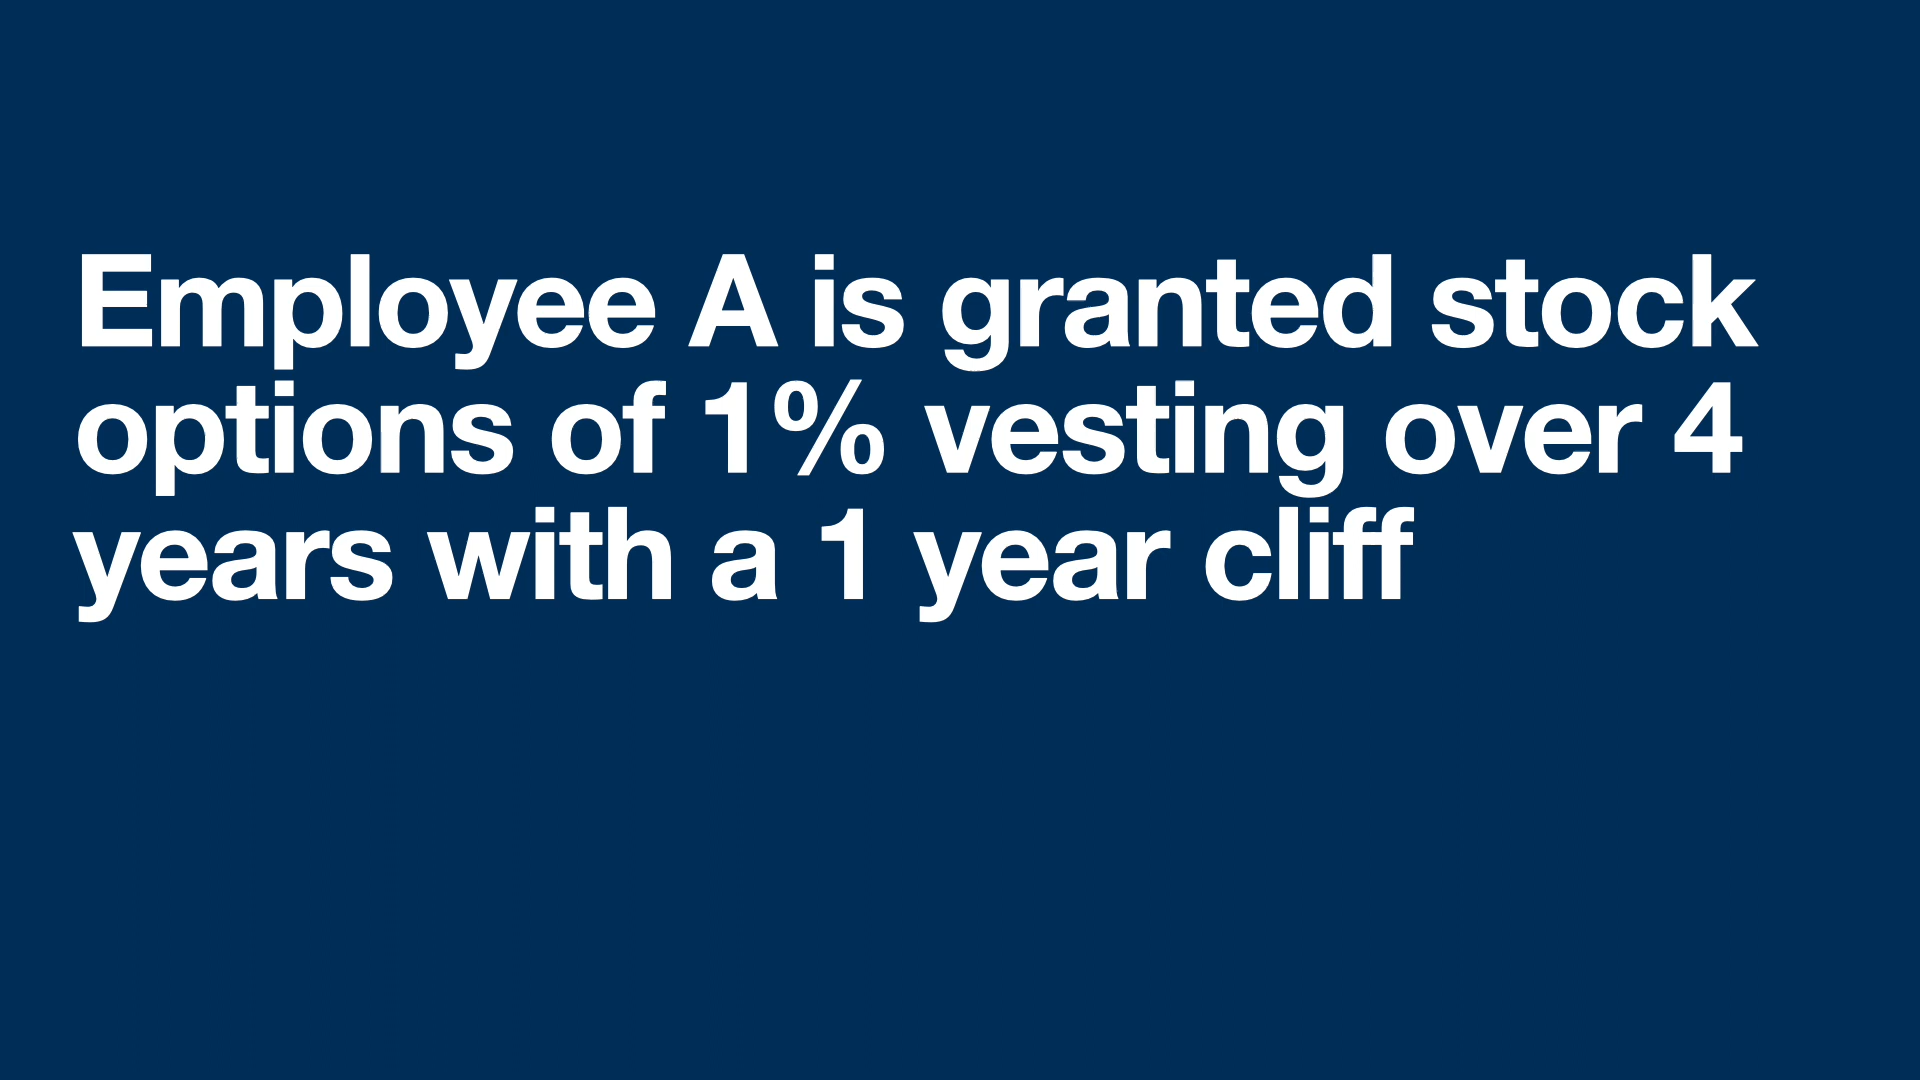 Employee A is granted stock
options of 1% vesting over 4
years with a 1 year cliff